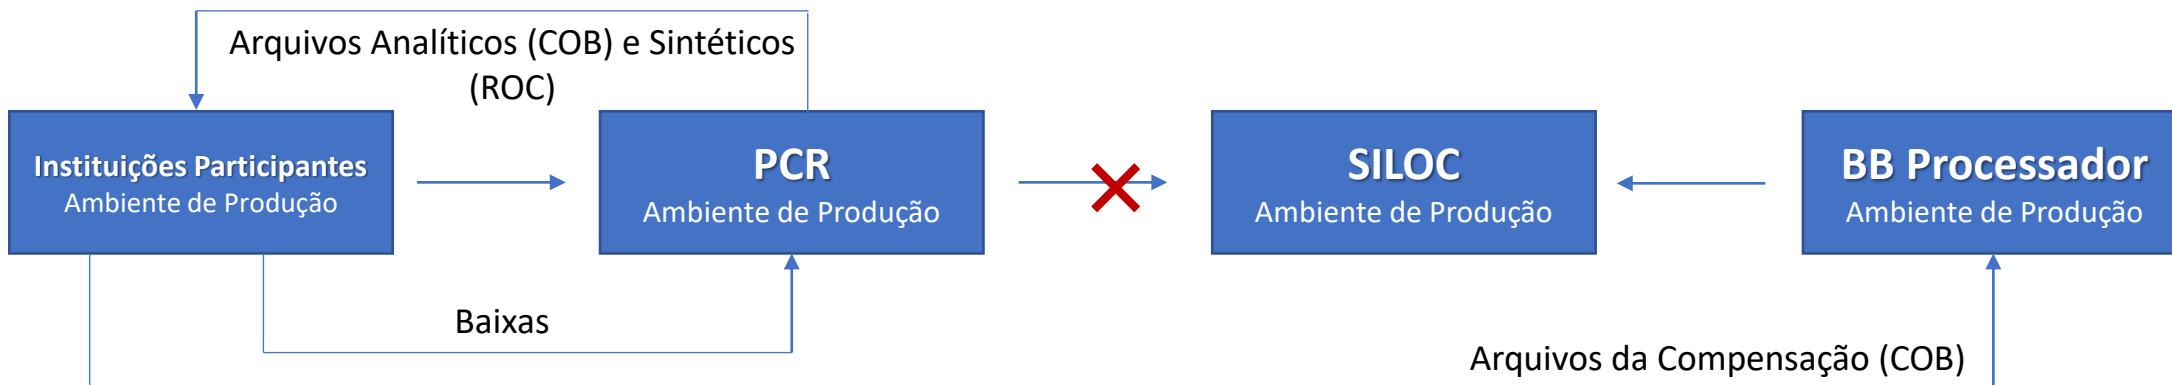 Arquivos Analíticos (COB) e Sintéticos
(ROC)
Instituições Participantes
Ambiente de Produção
PCR
Ambiente de Produção
SILOC
Ambiente de Produção
BB Processador
Ambiente de Produção
Baixas
Arquivos da Compensação (COB)